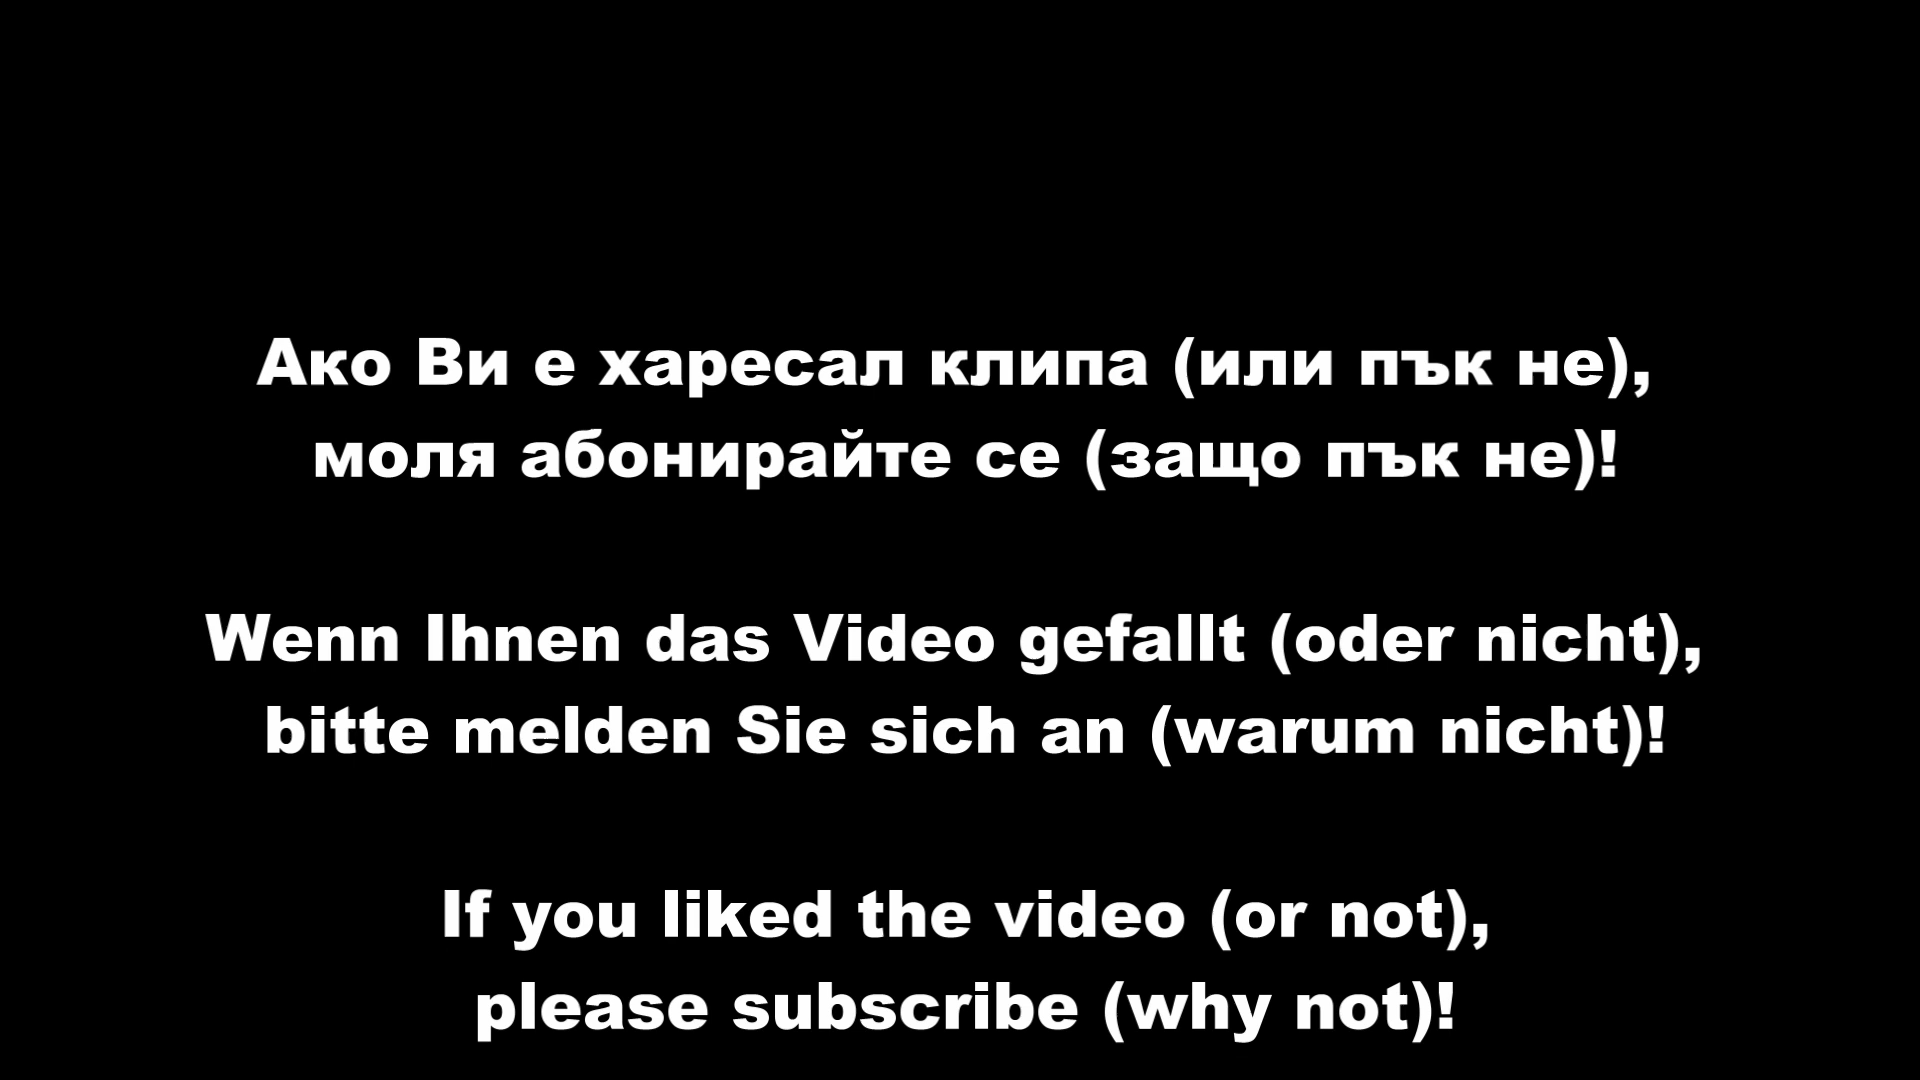 Ако Ви е харесал клипа (или пък не),
моля абонирайте се (защо пък не)!
Wenn Ihnen das Video gefallt (oder nicht),
bitte melden Sie sich an (warum nicht)!
If you liked the video (or not),
please subscribe (why not)!